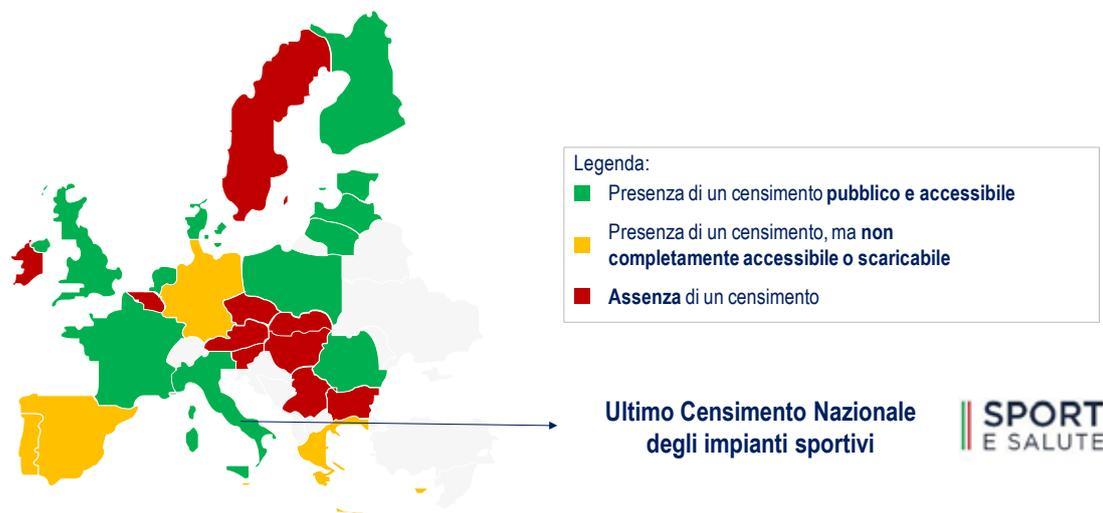 Legenda:
Presenza di un censimento pubblico e accessibile
Presenza di un censimento, ma non
completamente accessibile o scaricabile
Assenza di un censimento
Ultimo Censimento Nazionale
degli impianti sportivi
SPORT
E SALUTE